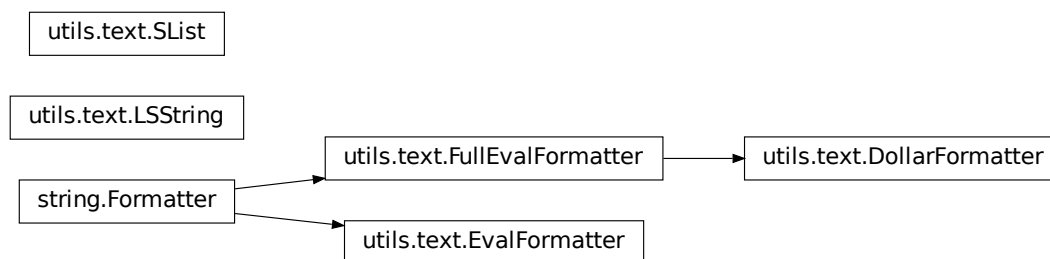 utils.text.SList
utils.text.LSString
utils.text.FullEvalFormatter
utils.text.DollarFormatter
string.Formatter
utils.text.EvalFormatter